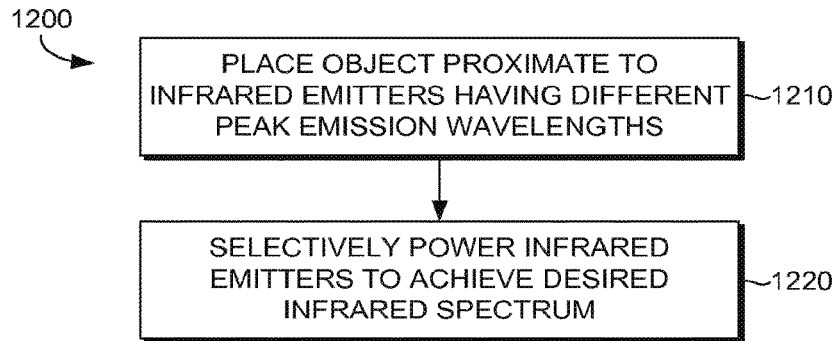 1200
PLACE OBJECT PROXIMATE TO
INFRARED EMITTERS HAVING DIFFERENT
PEAK EMISSION WAVELENGTHS
1210
SELECTIVELY POWER INFRARED
EMITTERS TO ACHIEVE DESIRED
INFRARED SPECTRUM
1220